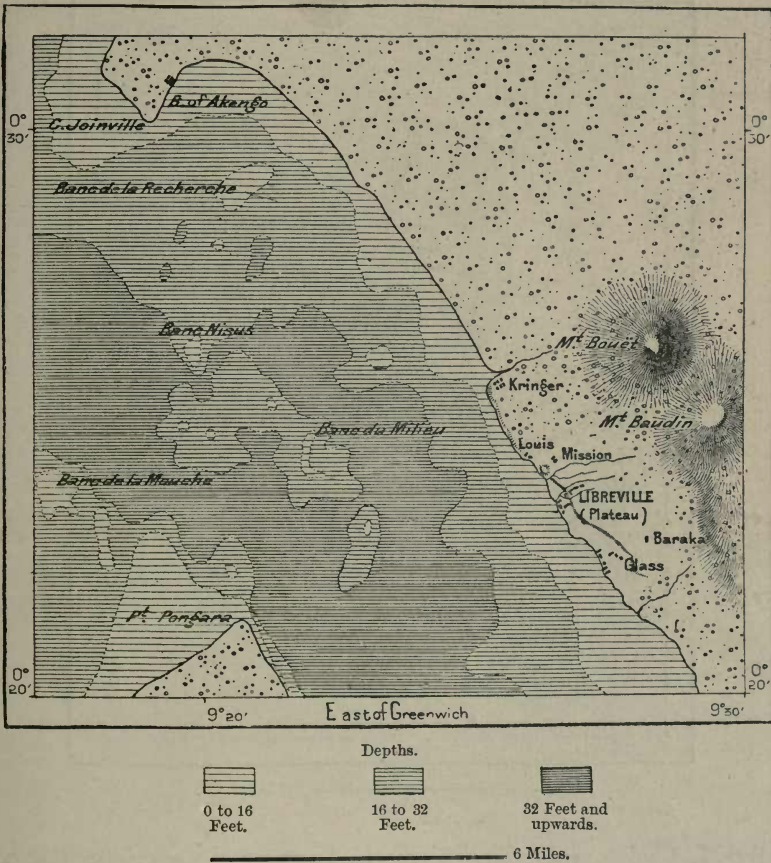 B. of Akengo
C. Joinville
0°
30'
0°
30'
Banc de la Recherche
Banc Nisus
Mt Bouët
Kringer
Mt Baudin
Banc du Milieu
Louis
Mission
Banc de la Mouche
LIBREVILLE
(Plateau)
Baraka
Glass
Pt Pongara
0°
20'
0°
20'
9°20'
East of Greenwich
9°30'
Depths.
0 to 16
Feet.
16 to 32
Feet.
32 Feet and
upwards.
6 Miles.